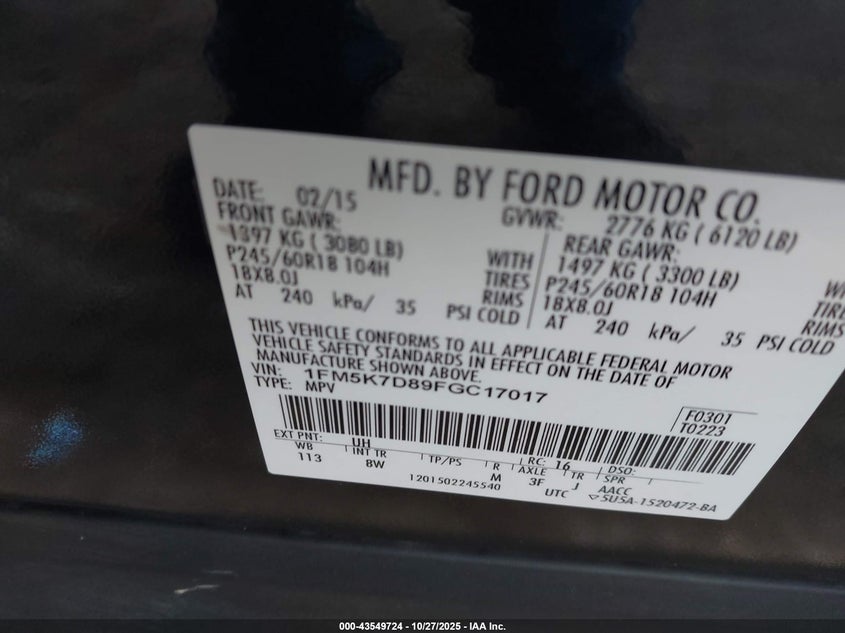 MFD. BY FORD MOTOR CO.
DATE: 02/15 GVWR: 2776 KG ( 6120 LB)
FRONT GAWR: REAR GAWR:
1397 KG ( 3080 LB) WITH 1497 KG ( 3300 LB)
P245/60R18 104H TIRES P245/60R18 104H TIRE
18X8.0J RIMS 18X8.0J RIMS
AT 240 kPa/ 35 PSI COLD AT 240 kPa/ 35 PSI COLD
THIS VEHICLE CONFORMS TO ALL APPLICABLE FEDERAL MOTOR
VEHICLE SAFETY STANDARDS IN EFFECT ON THE DATE OF
MANUFACTURE SHOWN ABOVE.
VIN: 1FM5K7D89FGC17017
TYPE: MPV
F0301
T0223
EXT PNT: UH RC: 16 DSO:
WB INT TR TP/PS R AXLE TR SPR
113 8W M 3F J AACC
1201502245540 UTC 5U5A-1520472-BA
000-43549724 - 10/27/2025 - IAA Inc.